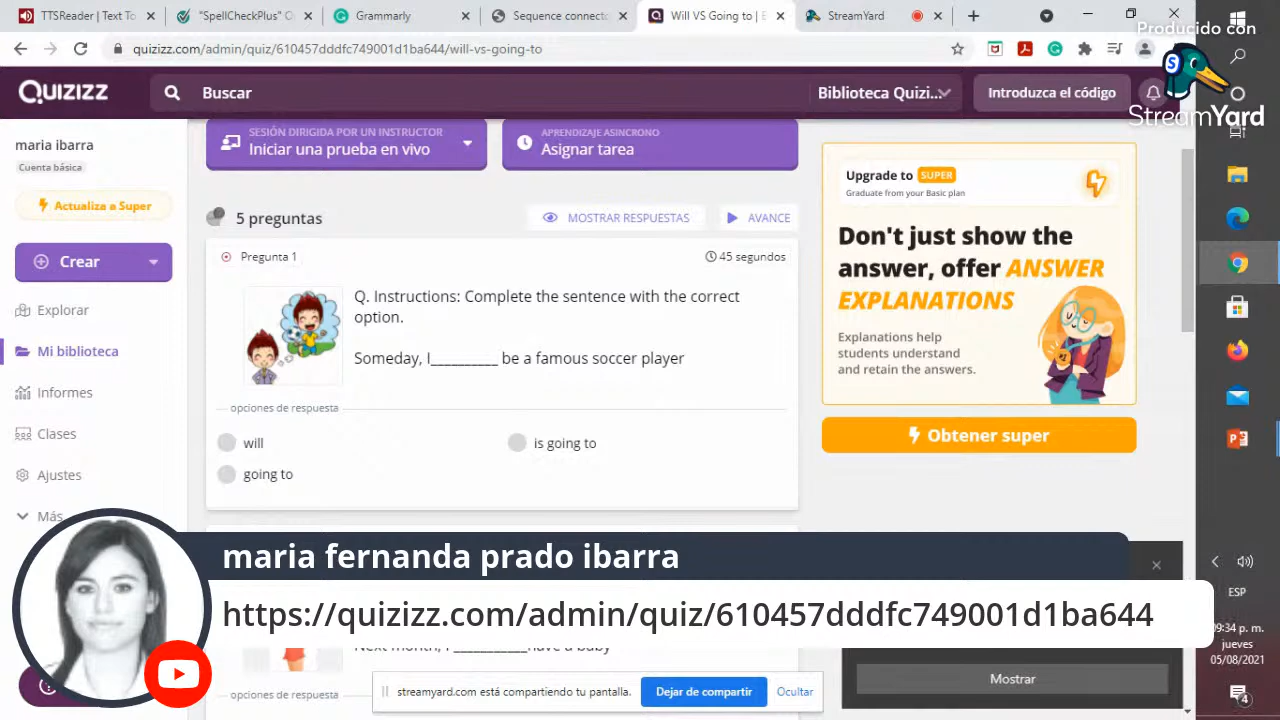 TTSReader | Text To
"SpellCheckPlus" O
Grammarly
Sequence connecto
Will VS Going to | E
StreamYard
quizizz.com/admin/quiz/610457dddfc749001d1ba644/will-vs-going-to
Producido con
StreamYard
QUIZIZZ
Buscar
Biblioteca Quizi...
Introduzca el código
maria ibarra
Cuenta básica
Actualiza a Super
Crear
Explorar
Mi biblioteca
Informes
Clases
Ajustes
Más
SESIÓN DIRIGIDA POR UN INSTRUCTOR
Iniciar una prueba en vivo
APRENDIZAJE ASINCRONO
Asignar tarea
5 preguntas
MOSTRAR RESPUESTAS
AVANCE
Pregunta 1
45 segundos
Q. Instructions: Complete the sentence with the correct
option.
Someday, I__________ be a famous soccer player
opciones de respuesta
will
is going to
going to
Upgrade to SUPER
Graduate from your Basic plan
Don't just show the
answer, offer ANSWER
EXPLANATIONS
Explanations help
students understand
and retain the answers.
Obtener super
maria fernanda prado ibarra
https://quizizz.com/admin/quiz/610457dddfc749001d1ba644
Next month, I __________have a baby
opciones de respuesta
streamyard.com está compartiendo tu pantalla.
Dejar de compartir
Ocultar
Mostrar
ESP
09:34 p. m.
jueves
05/08/2021
4